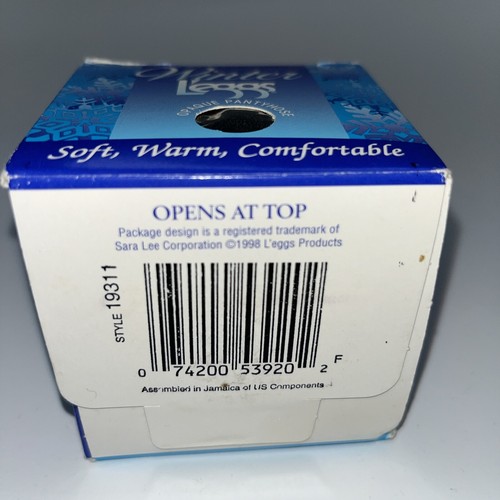 Winter
L'eggs
OPAQUE PANTYHOSE
Soft, Warm, Comfortable
OPENS AT TOP
Package design is a registered trademark of
Sara Lee Corporation ©1998 L'eggs Products
STYLE 19311
0 74200 53920 2 F
Assembled in Jamaica of US Components